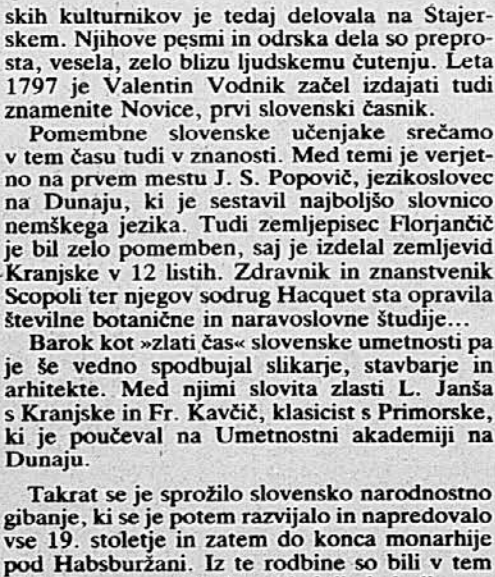 skih kulturnikov je tedaj delovala na Štajer-
skem. Njihove pesmi in odrska dela so prepro-
sta, vesela, zelo blizu ljudskemu čutenju. Leta
1797 je Valentin Vodnik začel izdajati tudi
znamenite Novice, prvi slovenski časnik.
Pomembne slovenske učenjake srečamo
v tem času tudi v znanosti. Med temi je verjet-
no na prvem mestu J. S. Popovič, jezikoslovec
na Dunaju, ki je sestavil najboljšo slovnico
nemškega jezika. Tudi zemljepisec Florjančič
je bil zelo pomemben, saj je izdelal zemljevid
Kranjske v 12 listih. Zdravnik in znanstvenik
Scopoli ter njegov sodrug Hacquet sta opravila
številne botanične in naravoslovne študije...
Barok kot »zlati čas« slovenske umetnosti pa
je še vedno spodbujal slikarje, stavbarje in
arhitekte. Med njimi slovita zlasti L. Janša
s Kranjske in Fr. Kavčič, klasicist s Primorske,
ki je poučeval na Umetnostni akademiji na
Dunaju.
Takrat se je sprožilo slovensko narodnostno
gibanje, ki se je potem razvijalo in napredovalo
vse 19. stoletje in zatem do konca monarhije
pod Habsburžani. Iz te rodbine so bili v tem